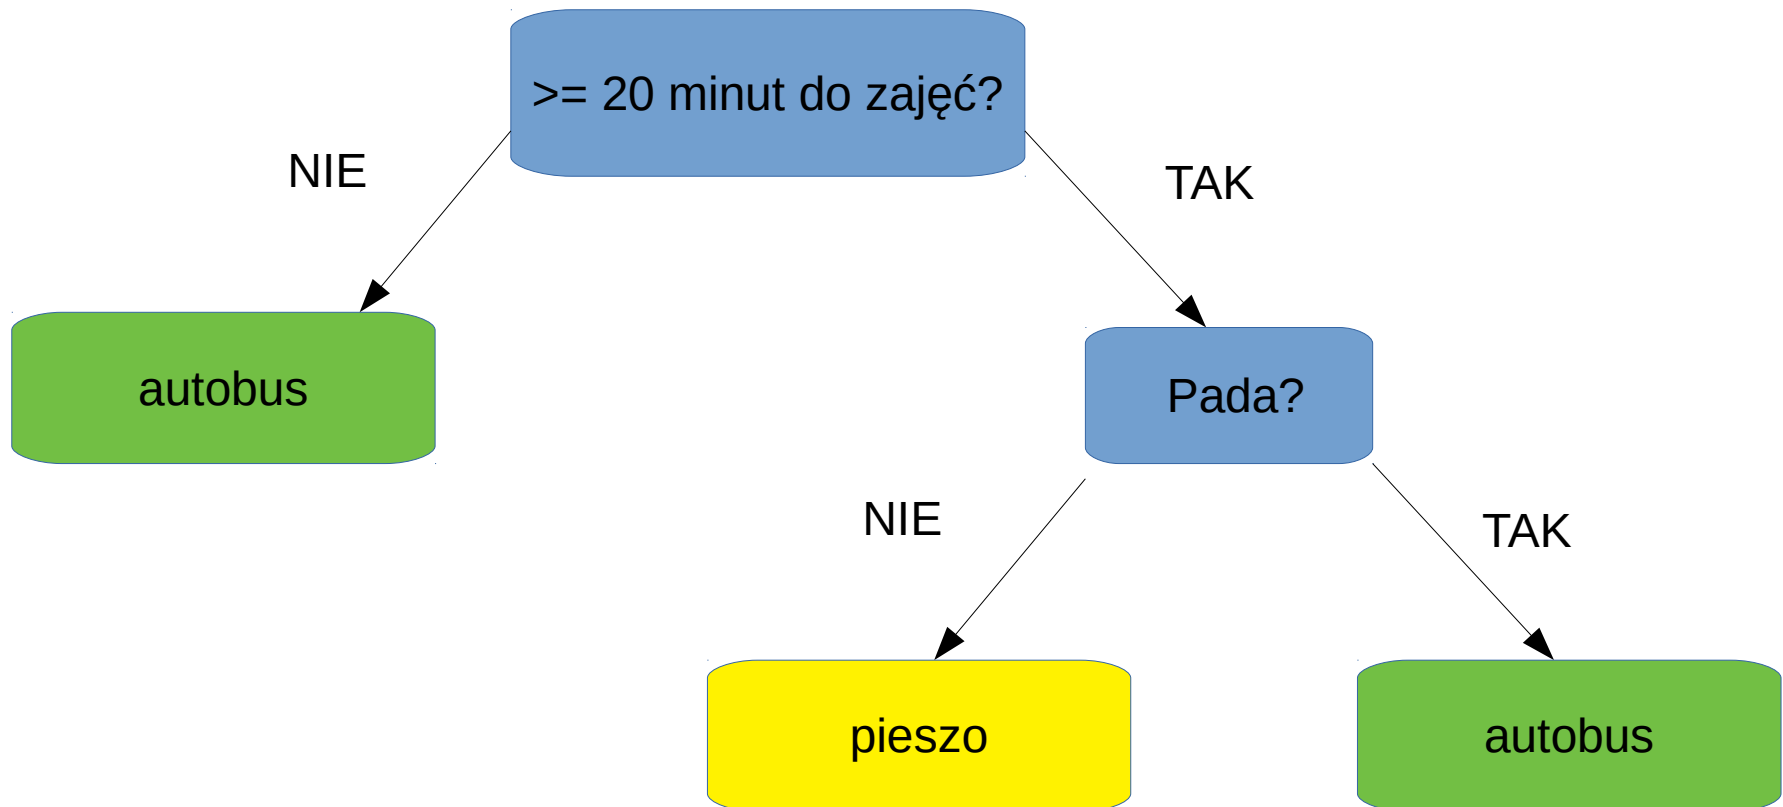 >= 20 minut do zajęć?
NIE
TAK
autobus
Pada?
NIE
TAK
pieszo
autobus